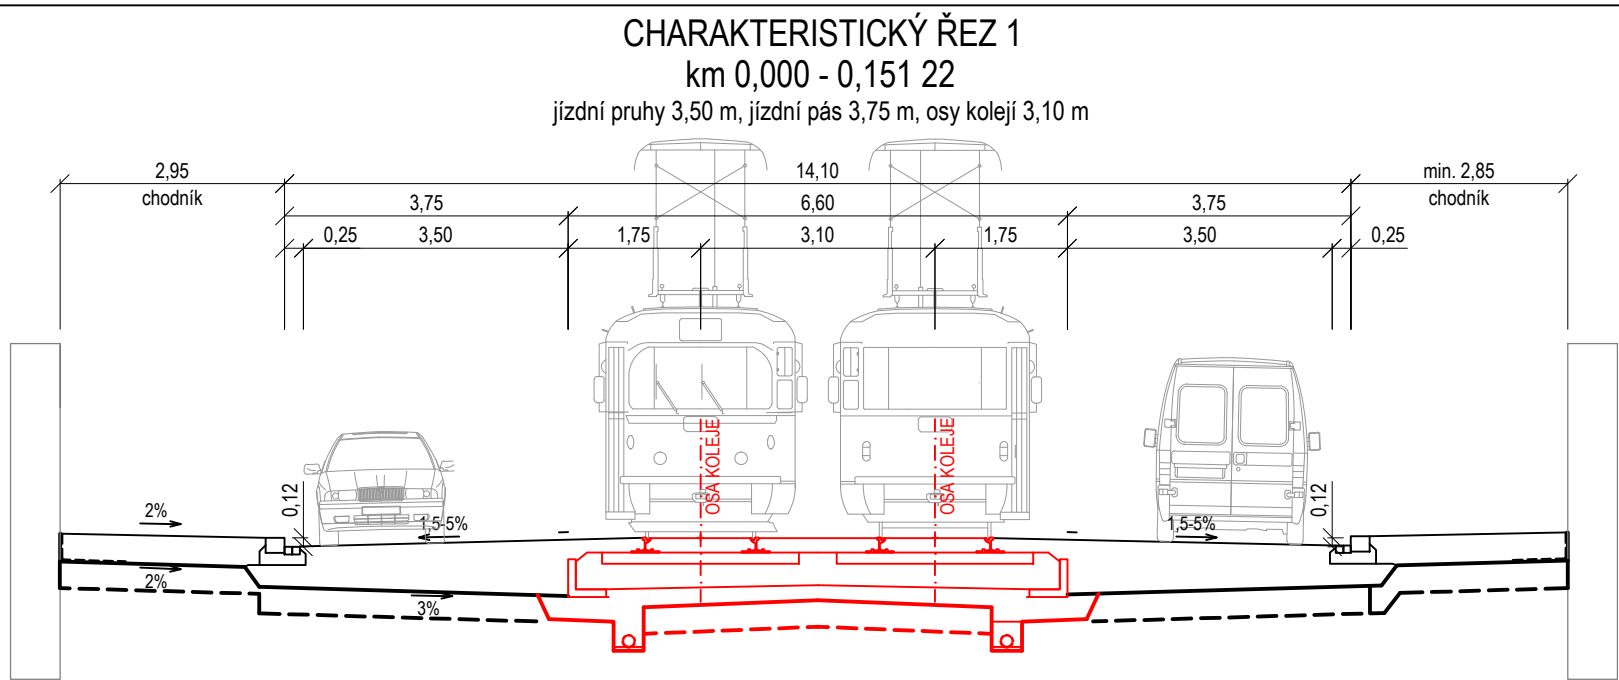 CHARAKTERISTICKÝ ŘEZ 1
km 0,000 - 0,151 22
jízdní pruhy 3,50 m, jízdní pás 3,75 m, osy kolejí 3,10 m
2,95 14,10 min. 2,85
chodník chodník
3,75 6,60 3,75
0,25 3,50 1,75 3,10 1,75 3,50 0,25
OSA KOLEJE OSA KOLEJE
0,12 0,12
2% 1,5-5% 1,5-5%
2%
3%